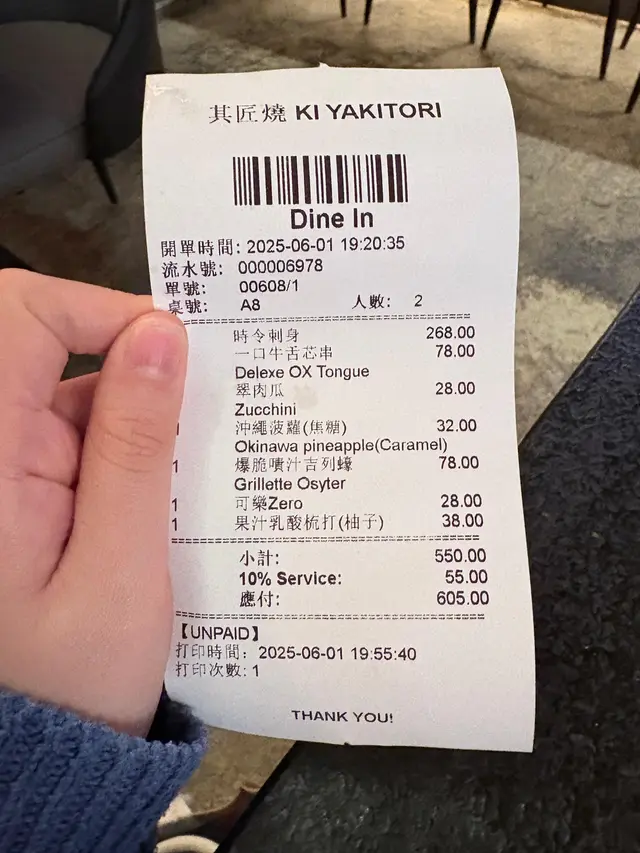 其匠燒 KI YAKITORI
Dine In
開單時間: 2025-06-01 19:20:35
流水號: 000006978
單號: 00608/1
桌號: A8 人數: 2
時令刺身 268.00
一口牛舌芯串 78.00
Delexe OX Tongue
翠肉瓜 28.00
Zucchini
沖繩菠蘿(焦糖) 32.00
Okinawa pineapple(Caramel)
1 爆脆噴汁吉列蠔 78.00
Grillette Osyter
1 可樂Zero 28.00
1 果汁乳酸梳打(柚子) 38.00
小計: 550.00
10% Service: 55.00
應付: 605.00
【UNPAID】
打印時間: 2025-06-01 19:55:40
打印次數: 1
THANK YOU!